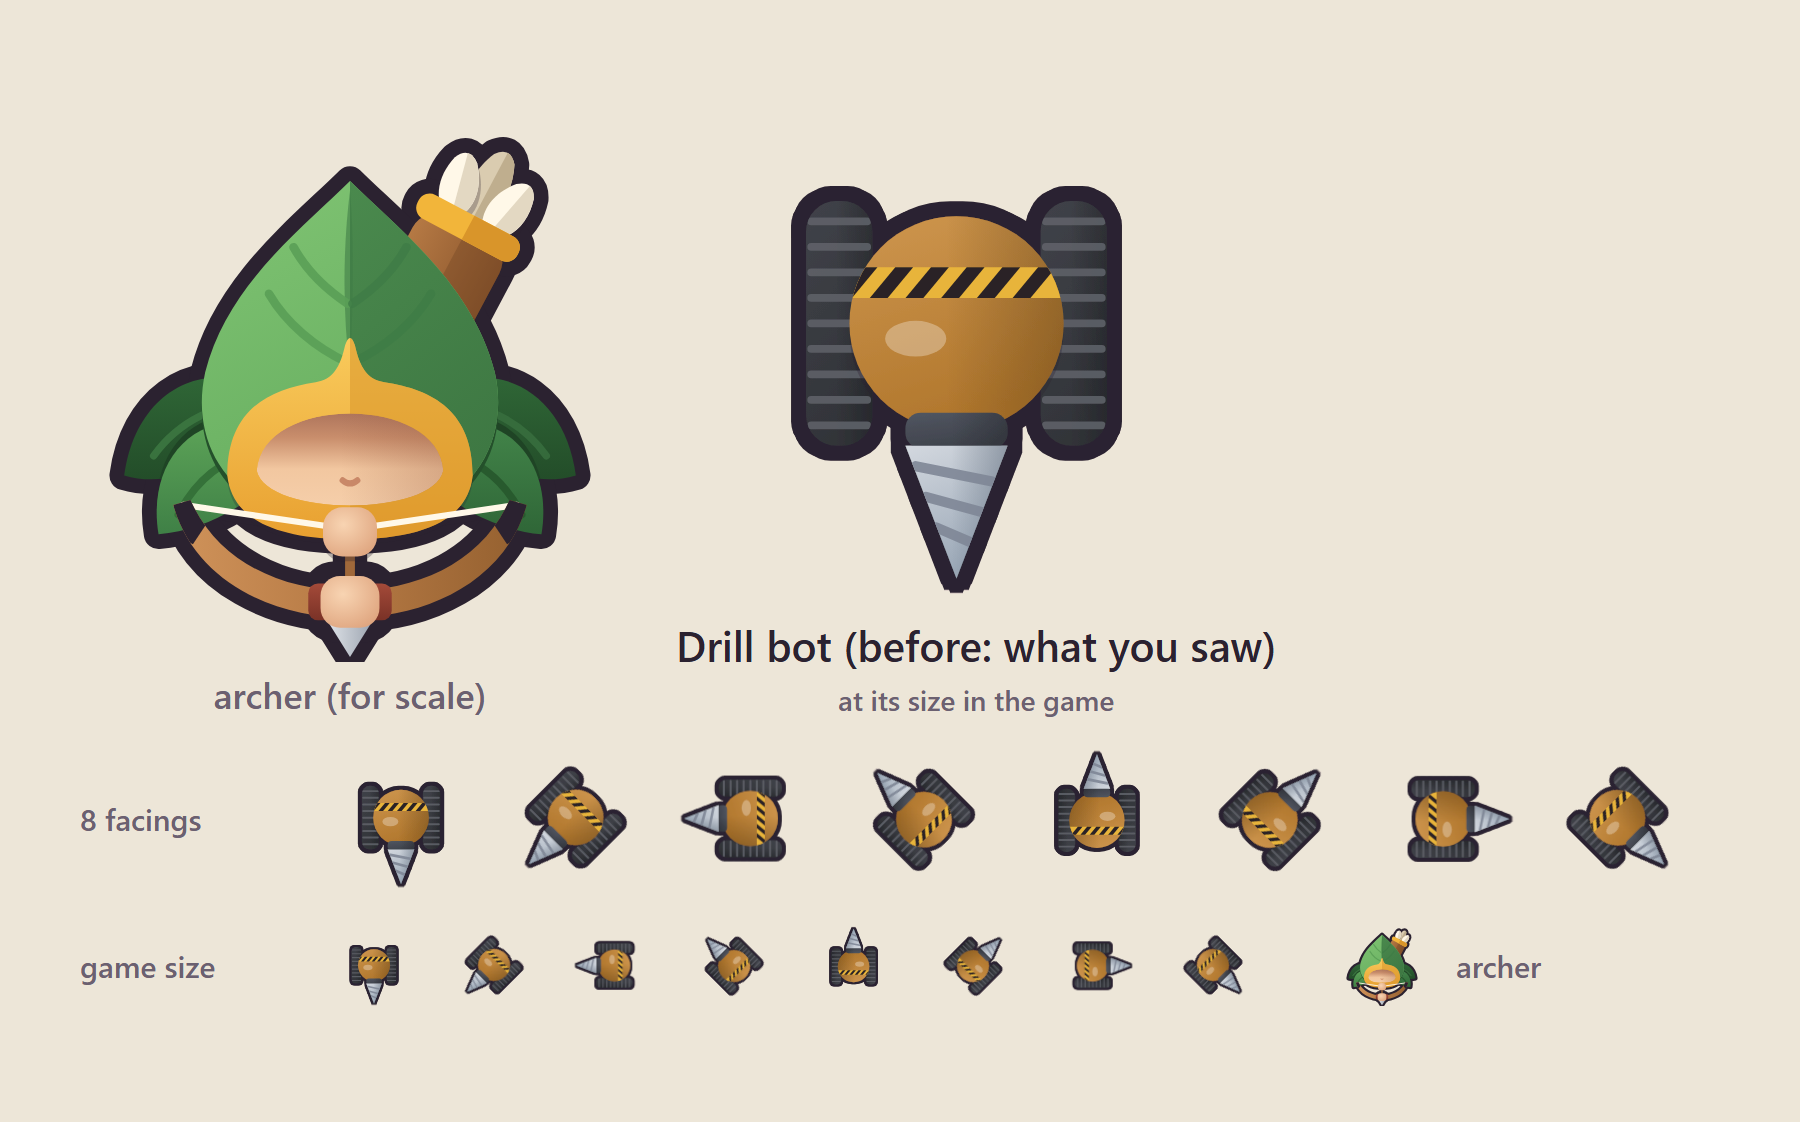 archer (for scale)
Drill bot (before: what you saw)
at its size in the game
8 facings
game size
archer